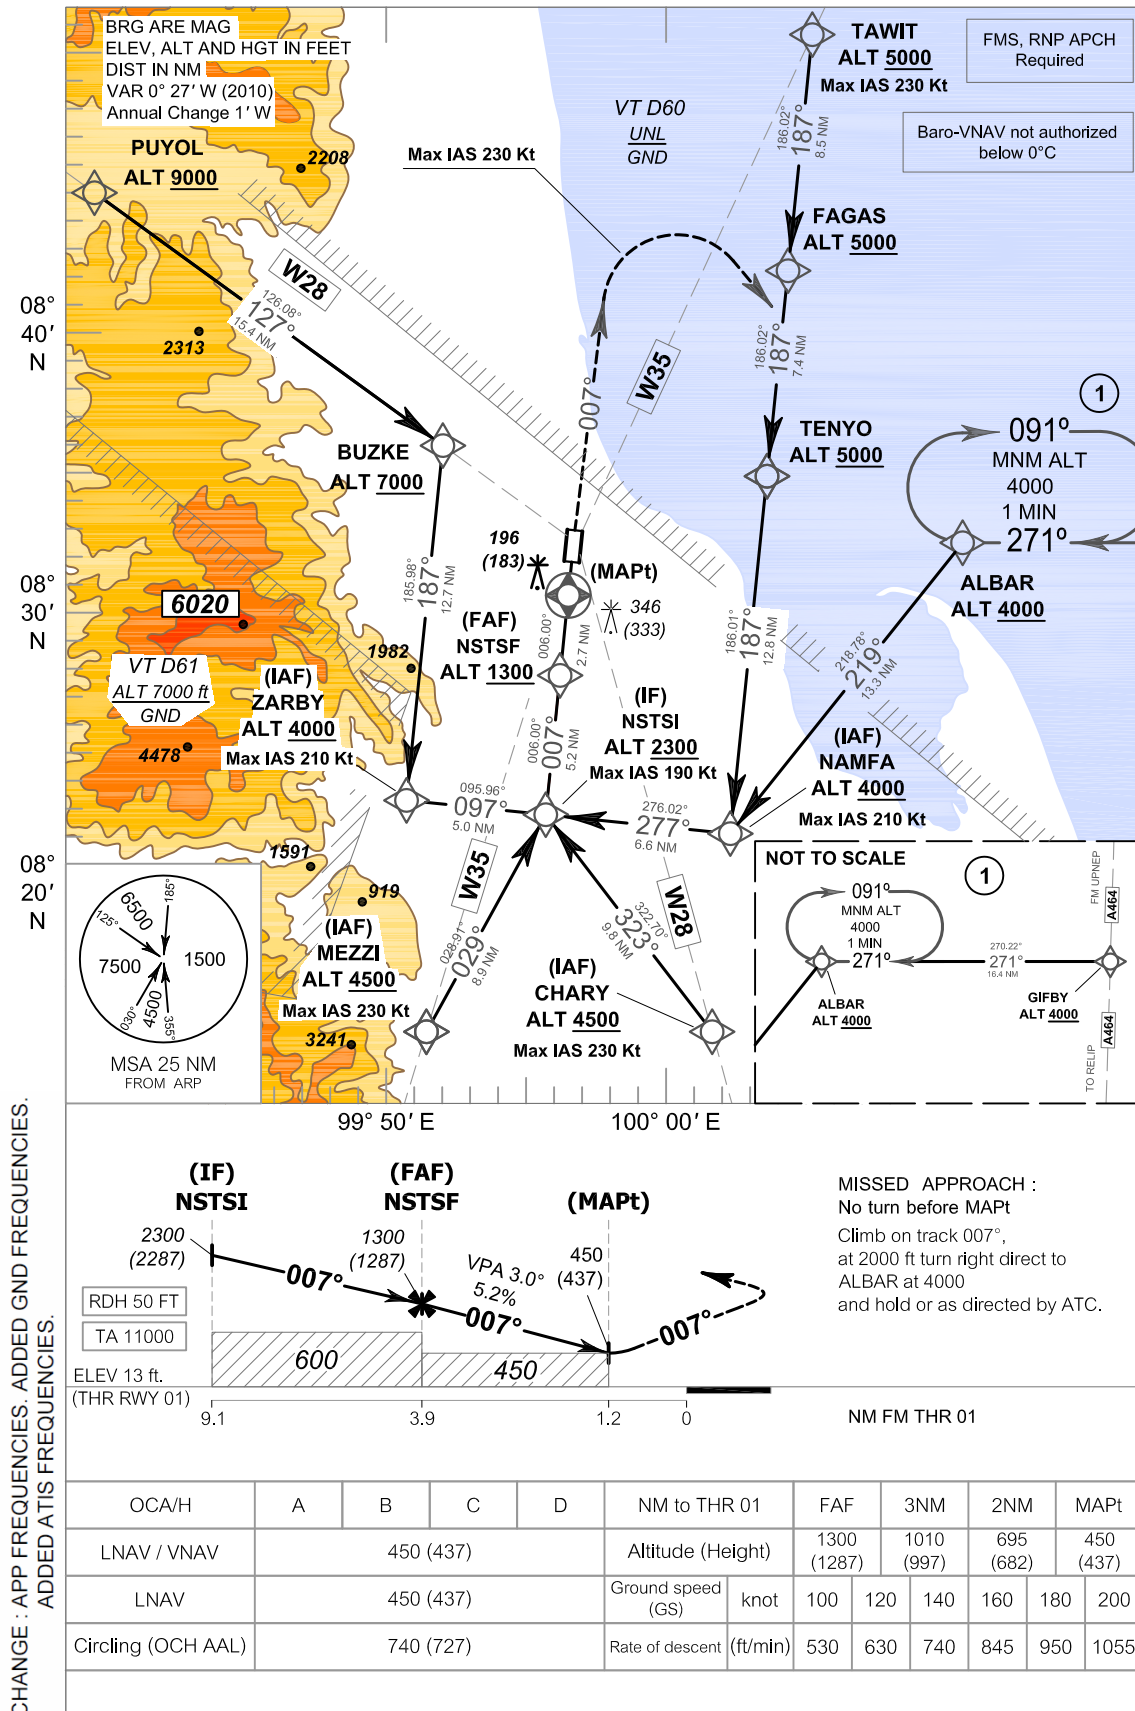 BRG ARE MAG
ELEV, ALT AND HGT IN FEET
DIST IN NM
VAR 0° 27' W (2010)
Annual Change 1' W
TAWIT
ALT 5000
Max IAS 230 Kt
FMS, RNP APCH
Required
Baro-VNAV not authorized
below 0°C
VT D60
UNL
GND
Max IAS 230 Kt
PUYOL
ALT 9000
2208
186.02°
187°
8.5 NM
FAGAS
ALT 5000
W28
126.08°
127°
15.4 NM
2313
08°
40'
N
186.02°
187°
7.4 NM
W35
007°
1
091°
MNM ALT
4000
1 MIN
271°
TENYO
ALT 5000
BUZKE
ALT 7000
196
(183)
(MAPt)
346
(333)
ALBAR
ALT 4000
185.98°
187°
12.7 NM
08°
30'
N
6020
(FAF)
NSTSF
ALT 1300
006.00°
2.7 NM
186.01°
187°
12.8 NM
218.78°
219°
13.3 NM
1982
VT D61
ALT 7000 ft
GND
(IAF)
ZARBY
ALT 4000
Max IAS 210 Kt
4478
(IF)
NSTSI
ALT 2300
Max IAS 190 Kt
006.00°
007°
5.2 NM
(IAF)
NAMFA
ALT 4000
Max IAS 210 Kt
095.96°
097°
5.0 NM
276.02°
277°
6.6 NM
08°
20'
N
1591
919
W35
W28
028.91°
029°
8.9 NM
322.70°
323°
9.8 NM
(IAF)
MEZZI
ALT 4500
Max IAS 230 Kt
3241
(IAF)
CHARY
ALT 4500
Max IAS 230 Kt
NOT TO SCALE
1
091°
MNM ALT
4000
1 MIN
271°
270.22°
271°
16.4 NM
ALBAR
ALT 4000
GIFBY
ALT 4000
FM UPNEP
A464
A464
TO RELIP
125°
6500
185°
7500
1500
030°
4500
355°
MSA 25 NM
FROM ARP
99° 50' E
100° 00' E
(IF)
NSTSI
(FAF)
NSTSF
(MAPt)
2300
(2287)
1300
(1287)
450
(437)
VPA 3.0°
5.2%
007°
007°
007°
RDH 50 FT
TA 11000
ELEV 13 ft.
(THR RWY 01)
600
450
9.1
3.9
1.2
0
NM FM THR 01
MISSED APPROACH :
No turn before MAPt
Climb on track 007°,
at 2000 ft turn right direct to
ALBAR at 4000
and hold or as directed by ATC.
OCA/H A B C D
LNAV / VNAV 450 (437)
LNAV 450 (437)
Circling (OCH AAL) 740 (727)
NM to THR 01 FAF 3NM 2NM MAPt
Altitude (Height) 1300 (1287) 1010 (997) 695 (682) 450 (437)
Ground speed (GS) knot 100 120 140 160 180 200
Rate of descent (ft/min) 530 630 740 845 950 1055
CHANGE : APP FREQUENCIES. ADDED GND FREQUENCIES.
ADDED ATIS FREQUENCIES.